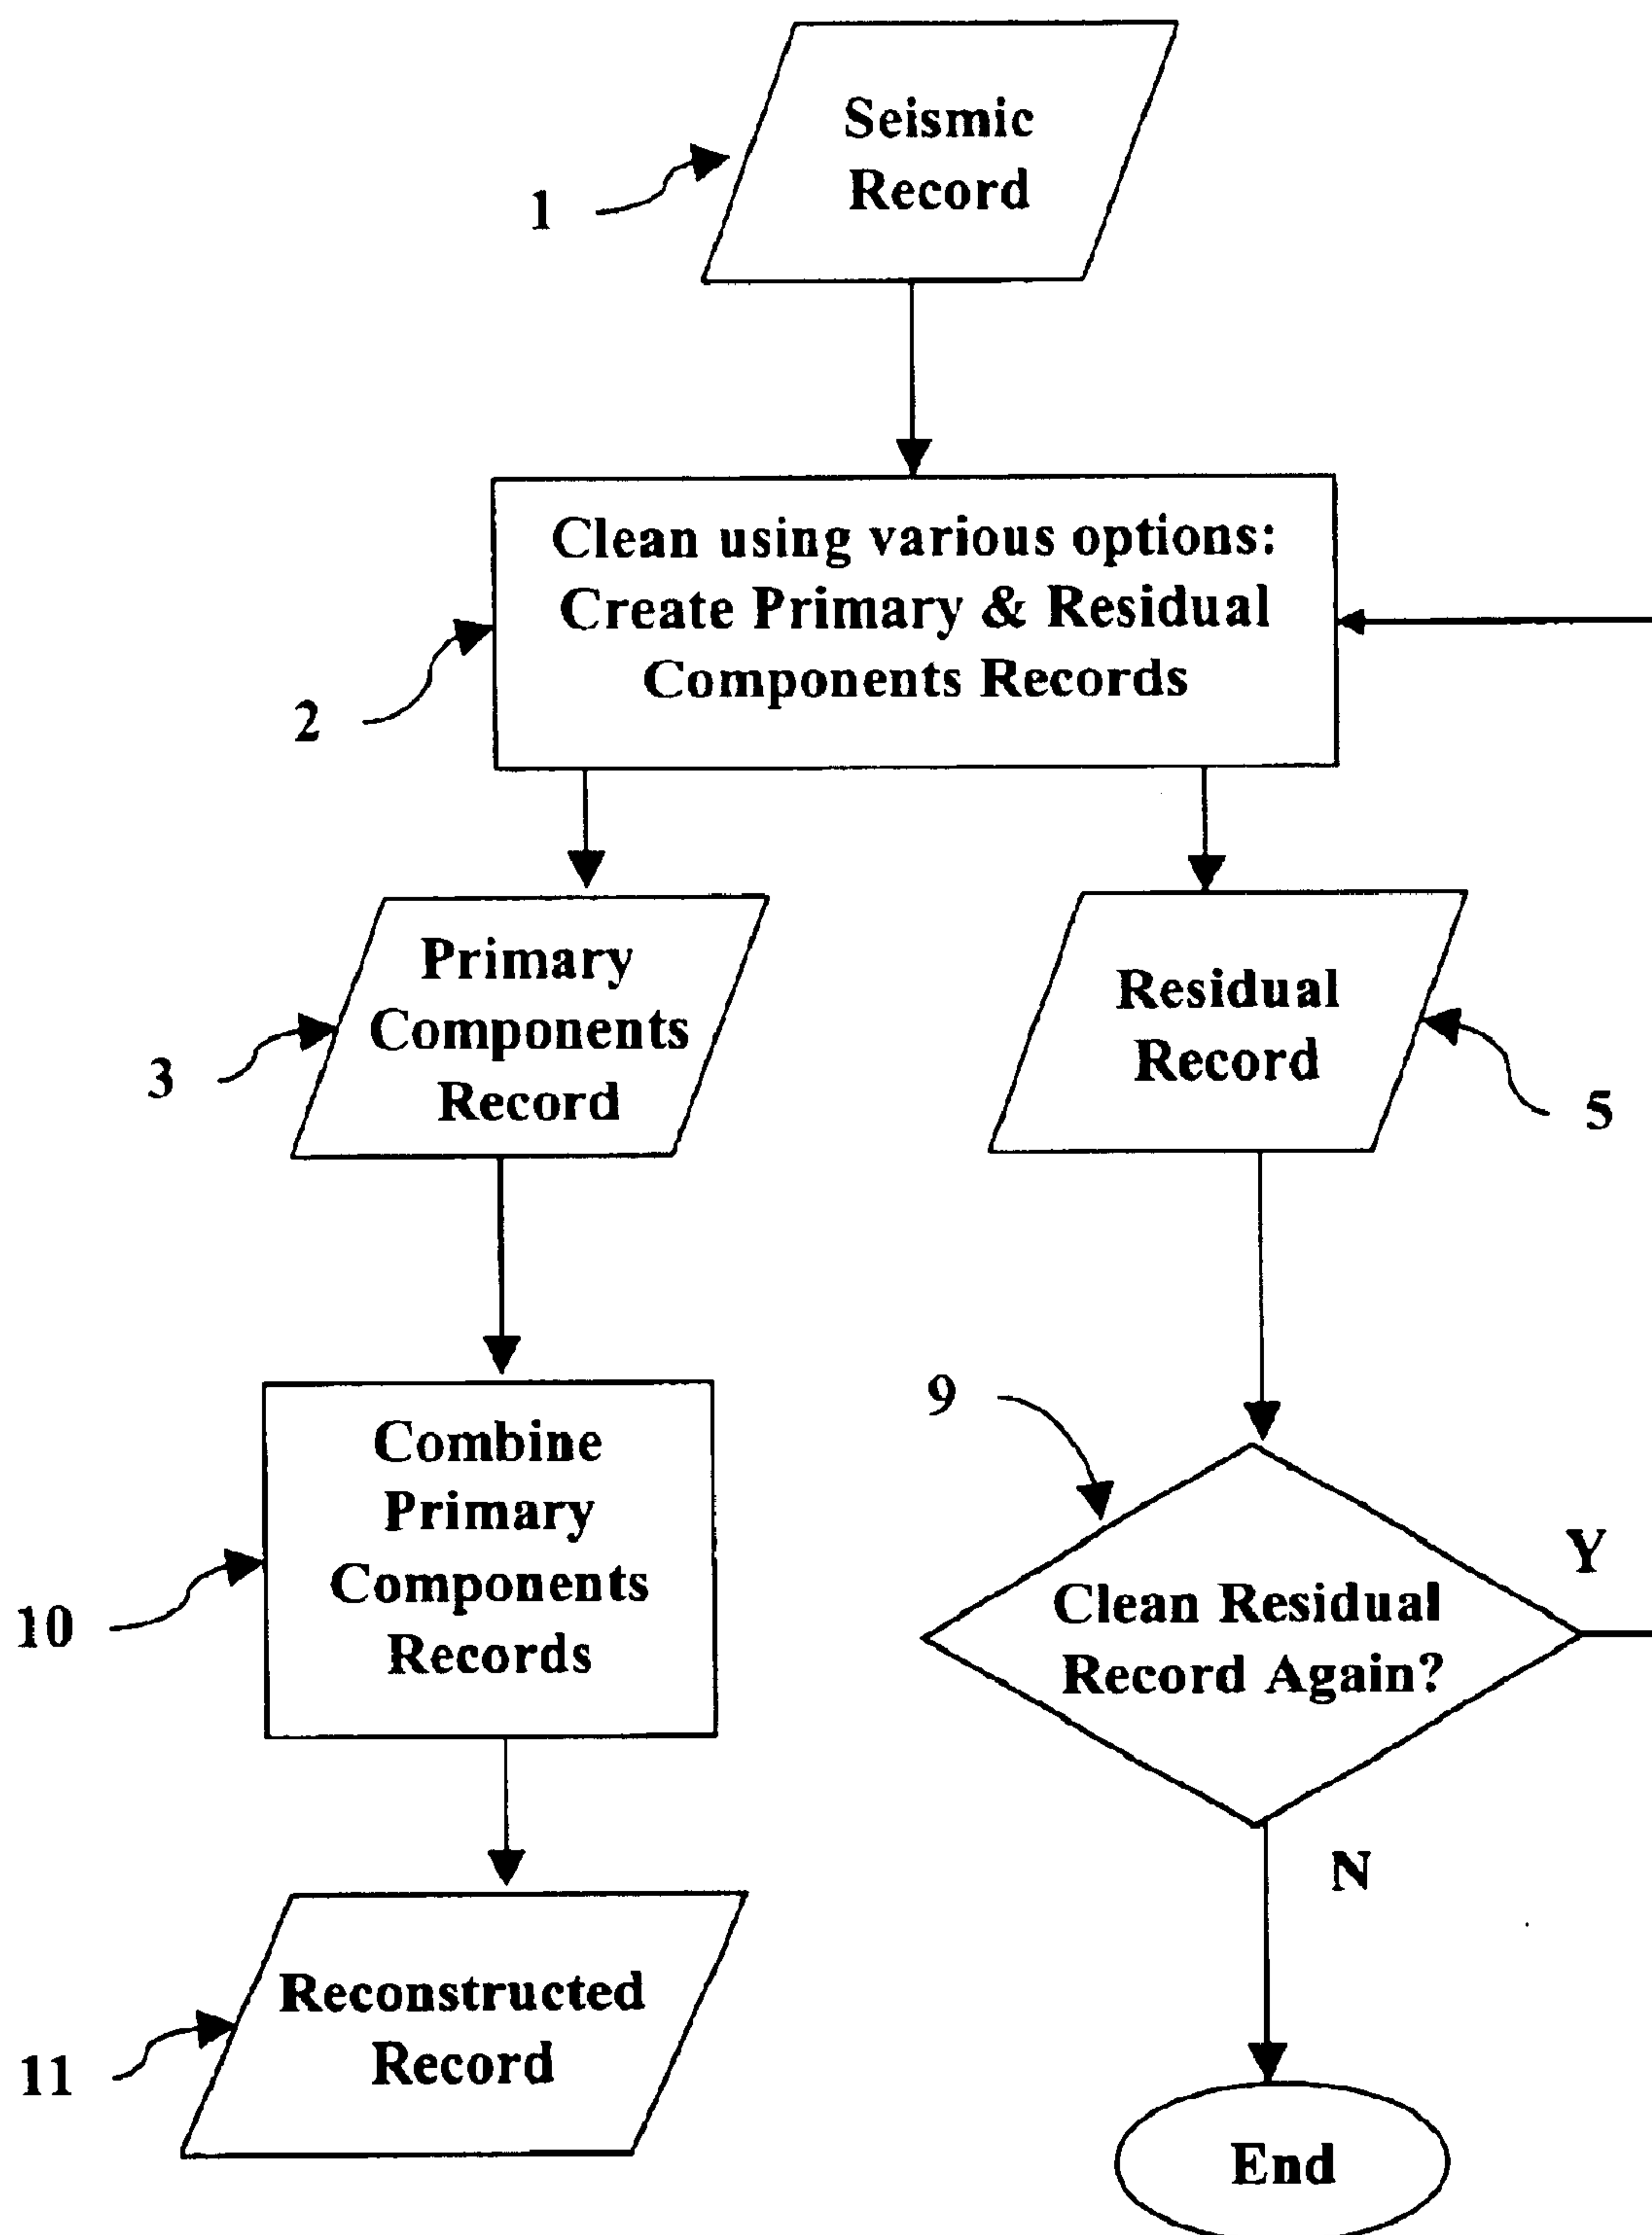 Seismic
Record
1
Clean using various options:
Create Primary & Residual
Components Records
2
Primary
Components
Record
3
Residual
Record
5
Combine
Primary
Components
Records
10
9
Clean Residual
Record Again?
Y
N
Reconstructed
Record
11
End